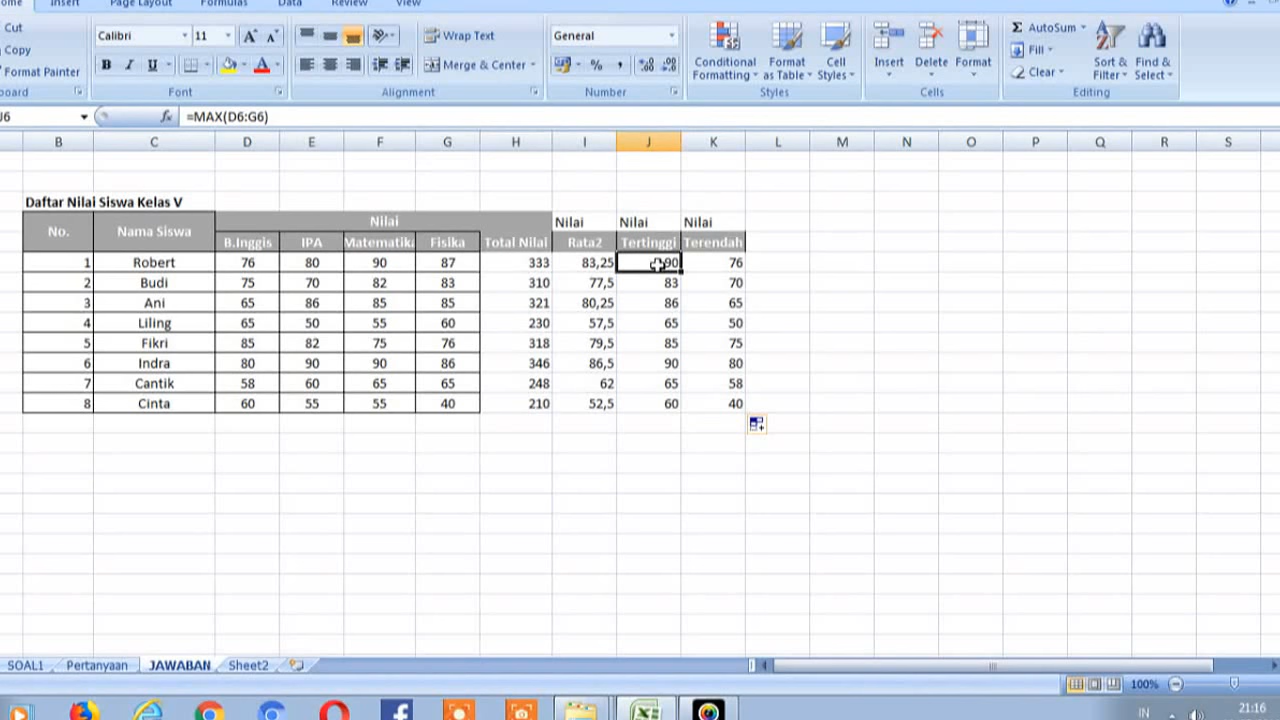 ome Insert Page Layout Formulas Data Review View
Cut
Copy
Format Painter
board
Calibri 11 A A
B I U A
Font
Wrap Text
Merge & Center
Alignment
General
% ,
Number
Conditional Formatting
Format as Table
Cell Styles
Styles
Insert Delete Format
Cells
Σ AutoSum
Fill
Clear
Sort & Filter
Find & Select
Editing
J6 fx =MAX(D6:G6)
B C D E F G H I J K L M N O P Q R S
Daftar Nilai Siswa Kelas V
No. Nama Siswa Nilai Nilai Nilai Nilai
B.Inggis IPA Matematik Fisika Total Nilai Rata2 Tertinggi Terendah
1 Robert 76 80 90 87 333 83,25 90 76
2 Budi 75 70 82 83 310 77,5 83 70
3 Ani 65 86 85 85 321 80,25 86 65
4 Liling 65 50 55 60 230 57,5 65 50
5 Fikri 85 82 75 76 318 79,5 85 75
6 Indra 80 90 90 86 346 86,5 90 80
7 Cantik 58 60 65 65 248 62 65 58
8 Cinta 60 55 55 40 210 52,5 60 40
SOAL1 Pertanyaan JAWABAN Sheet2
100%
IN 21:16